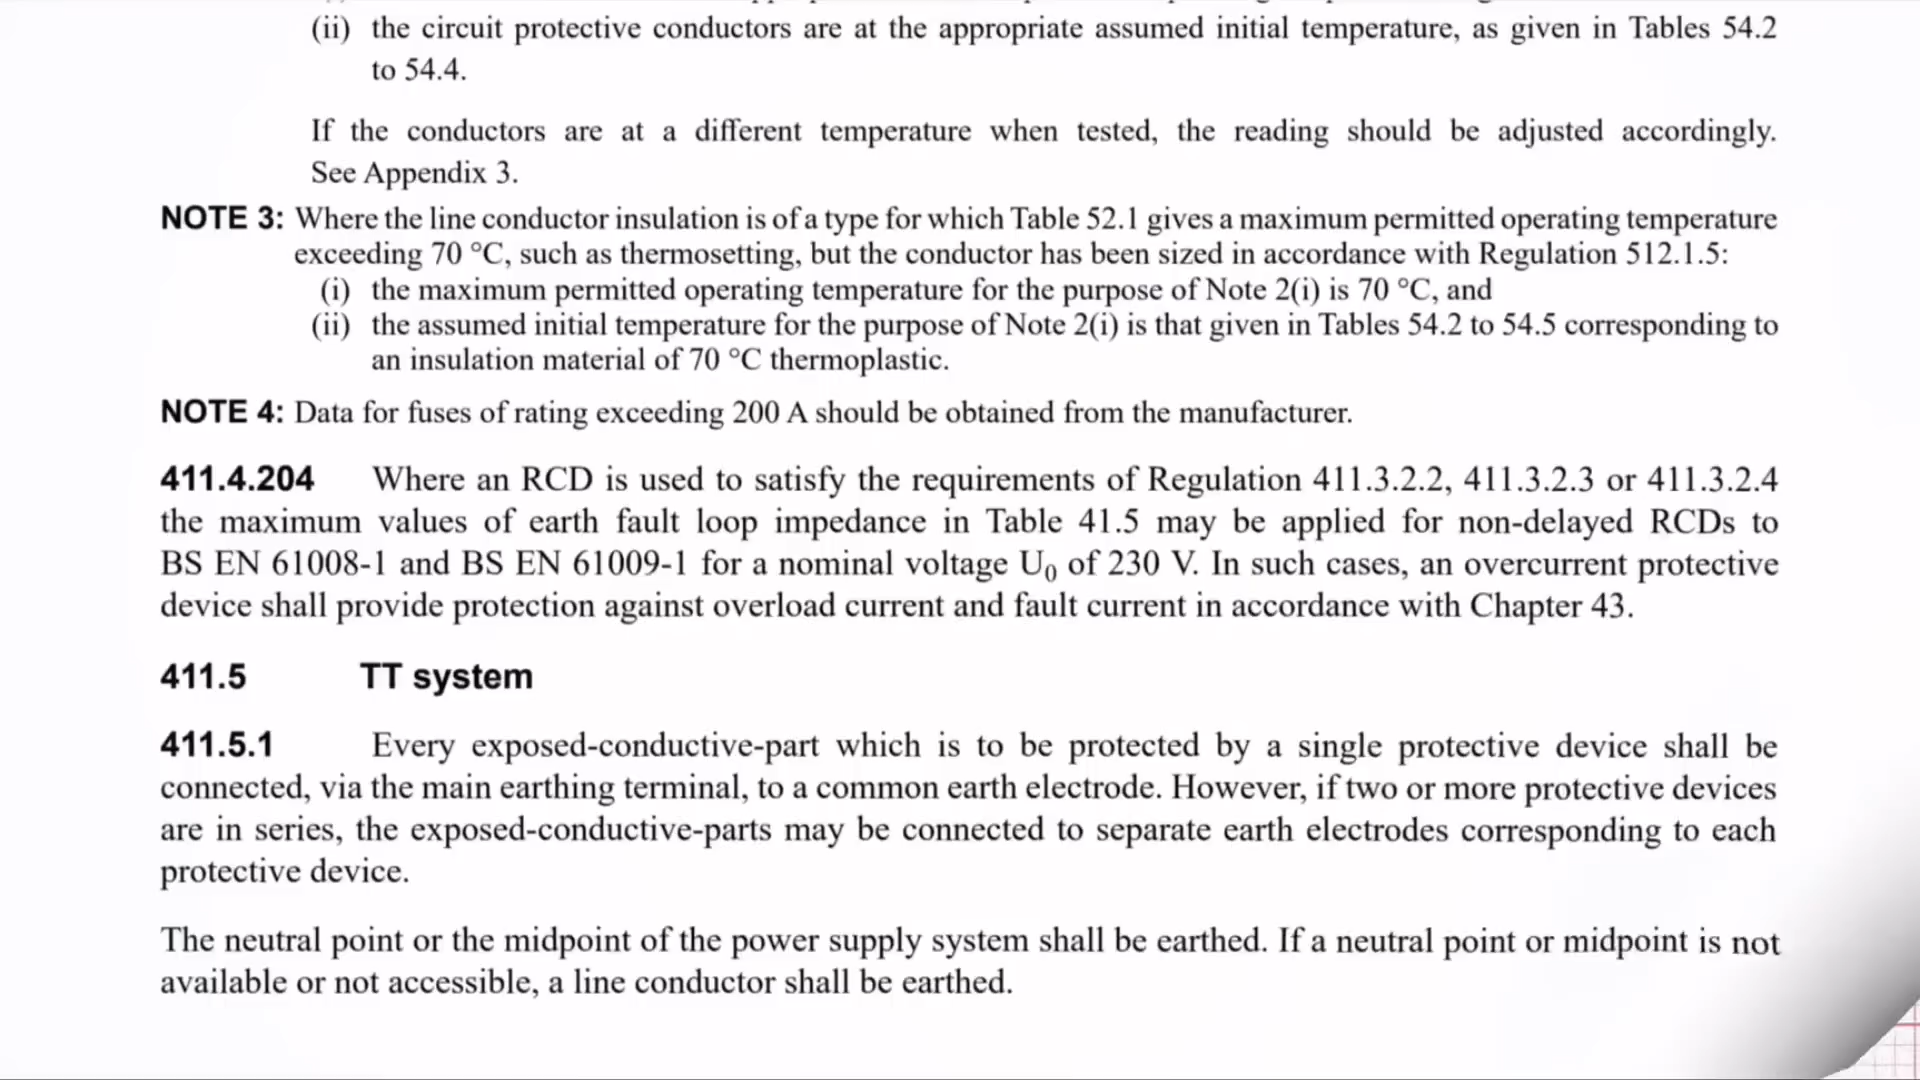 (ii) the circuit protective conductors are at the appropriate assumed initial temperature, as given in Tables 54.2
to 54.4.
If the conductors are at a different temperature when tested, the reading should be adjusted accordingly.
See Appendix 3.
NOTE 3: Where the line conductor insulation is of a type for which Table 52.1 gives a maximum permitted operating temperature
exceeding 70 °C, such as thermosetting, but the conductor has been sized in accordance with Regulation 512.1.5:
(i) the maximum permitted operating temperature for the purpose of Note 2(i) is 70 °C, and
(ii) the assumed initial temperature for the purpose of Note 2(i) is that given in Tables 54.2 to 54.5 corresponding to
an insulation material of 70 °C thermoplastic.
NOTE 4: Data for fuses of rating exceeding 200 A should be obtained from the manufacturer.
411.4.204 Where an RCD is used to satisfy the requirements of Regulation 411.3.2.2, 411.3.2.3 or 411.3.2.4
the maximum values of earth fault loop impedance in Table 41.5 may be applied for non-delayed RCDs to
BS EN 61008-1 and BS EN 61009-1 for a nominal voltage U₀ of 230 V. In such cases, an overcurrent protective
device shall provide protection against overload current and fault current in accordance with Chapter 43.
411.5 TT system
411.5.1 Every exposed-conductive-part which is to be protected by a single protective device shall be
connected, via the main earthing terminal, to a common earth electrode. However, if two or more protective devices
are in series, the exposed-conductive-parts may be connected to separate earth electrodes corresponding to each
protective device.
The neutral point or the midpoint of the power supply system shall be earthed. If a neutral point or midpoint is not
available or not accessible, a line conductor shall be earthed.